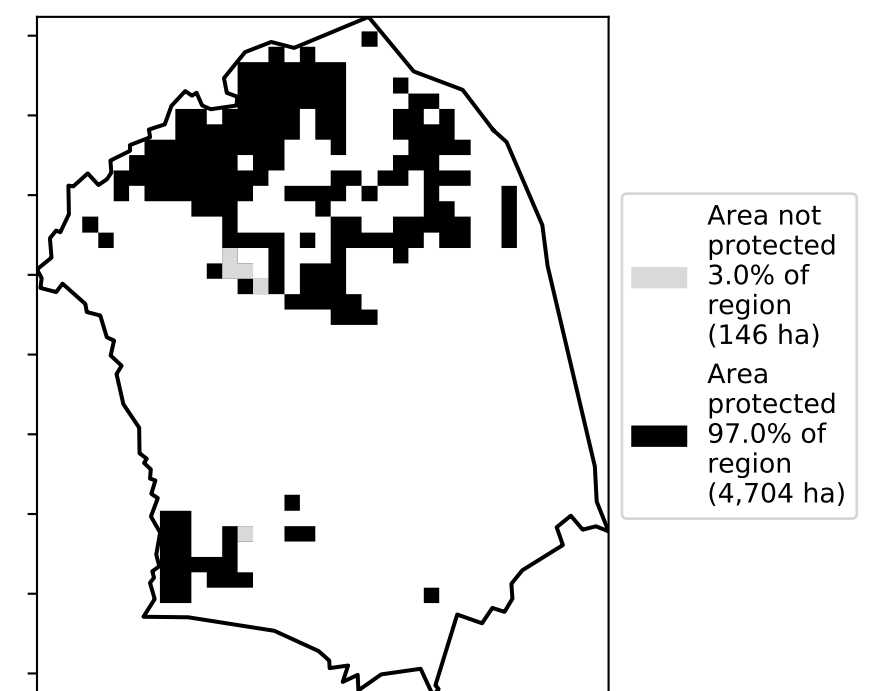 Area not
protected
3.0% of
region
(146 ha)
Area
protected
97.0% of
region
(4,704 ha)